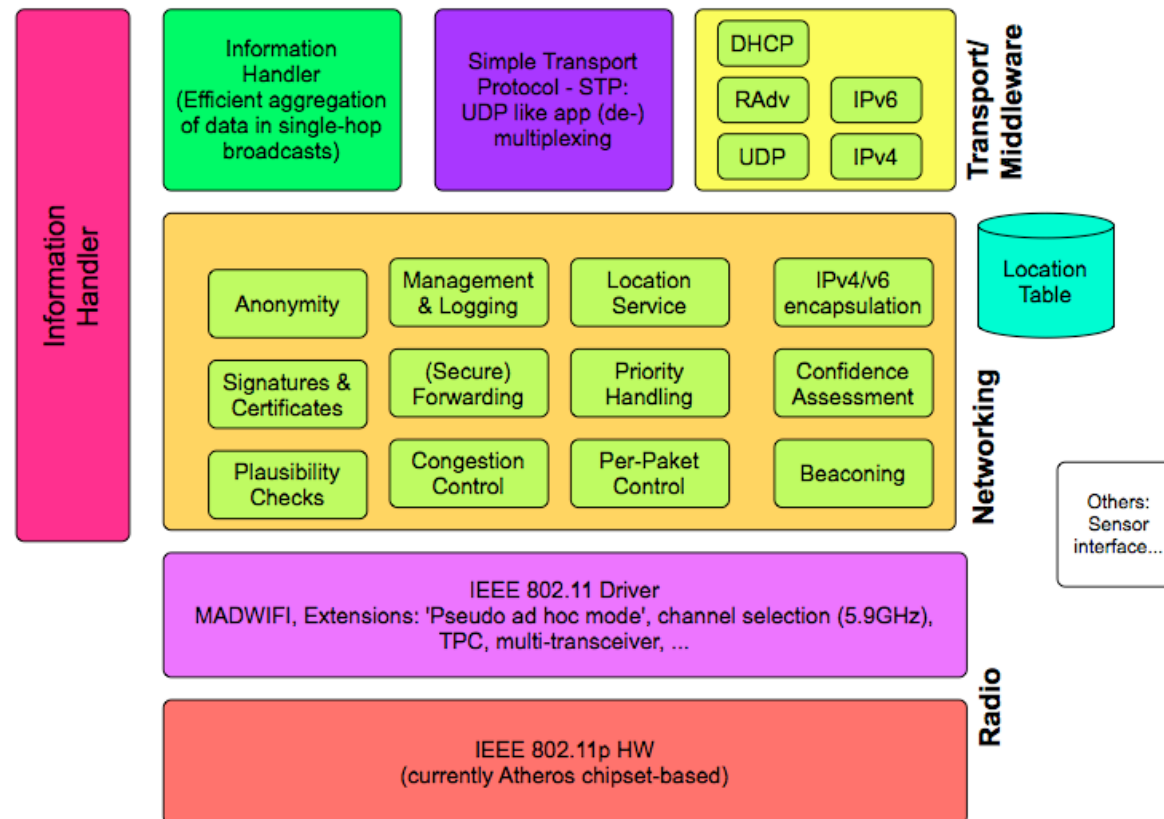 Information
Handler
(Efficient aggregation
of data in single-hop
broadcasts)
Simple Transport
Protocol - STP:
UDP like app (de-)
multiplexing
DHCP
RAdv
IPv6
UDP
IPv4
Transport/
Middleware
Information
Handler
Anonymity
Management
& Logging
Location
Service
IPv4/v6
encapsulation
Signatures &
Certificates
(Secure)
Forwarding
Priority
Handling
Confidence
Assessment
Plausibility
Checks
Congestion
Control
Per-Paket
Control
Beaconing
Networking
Location
Table
Others:
Sensor
interface...
IEEE 802.11 Driver
MADWIFI, Extensions: 'Pseudo ad hoc mode', channel selection (5.9GHz),
TPC, multi-transceiver, ...
IEEE 802.11p HW
(currently Atheros chipset-based)
Radio